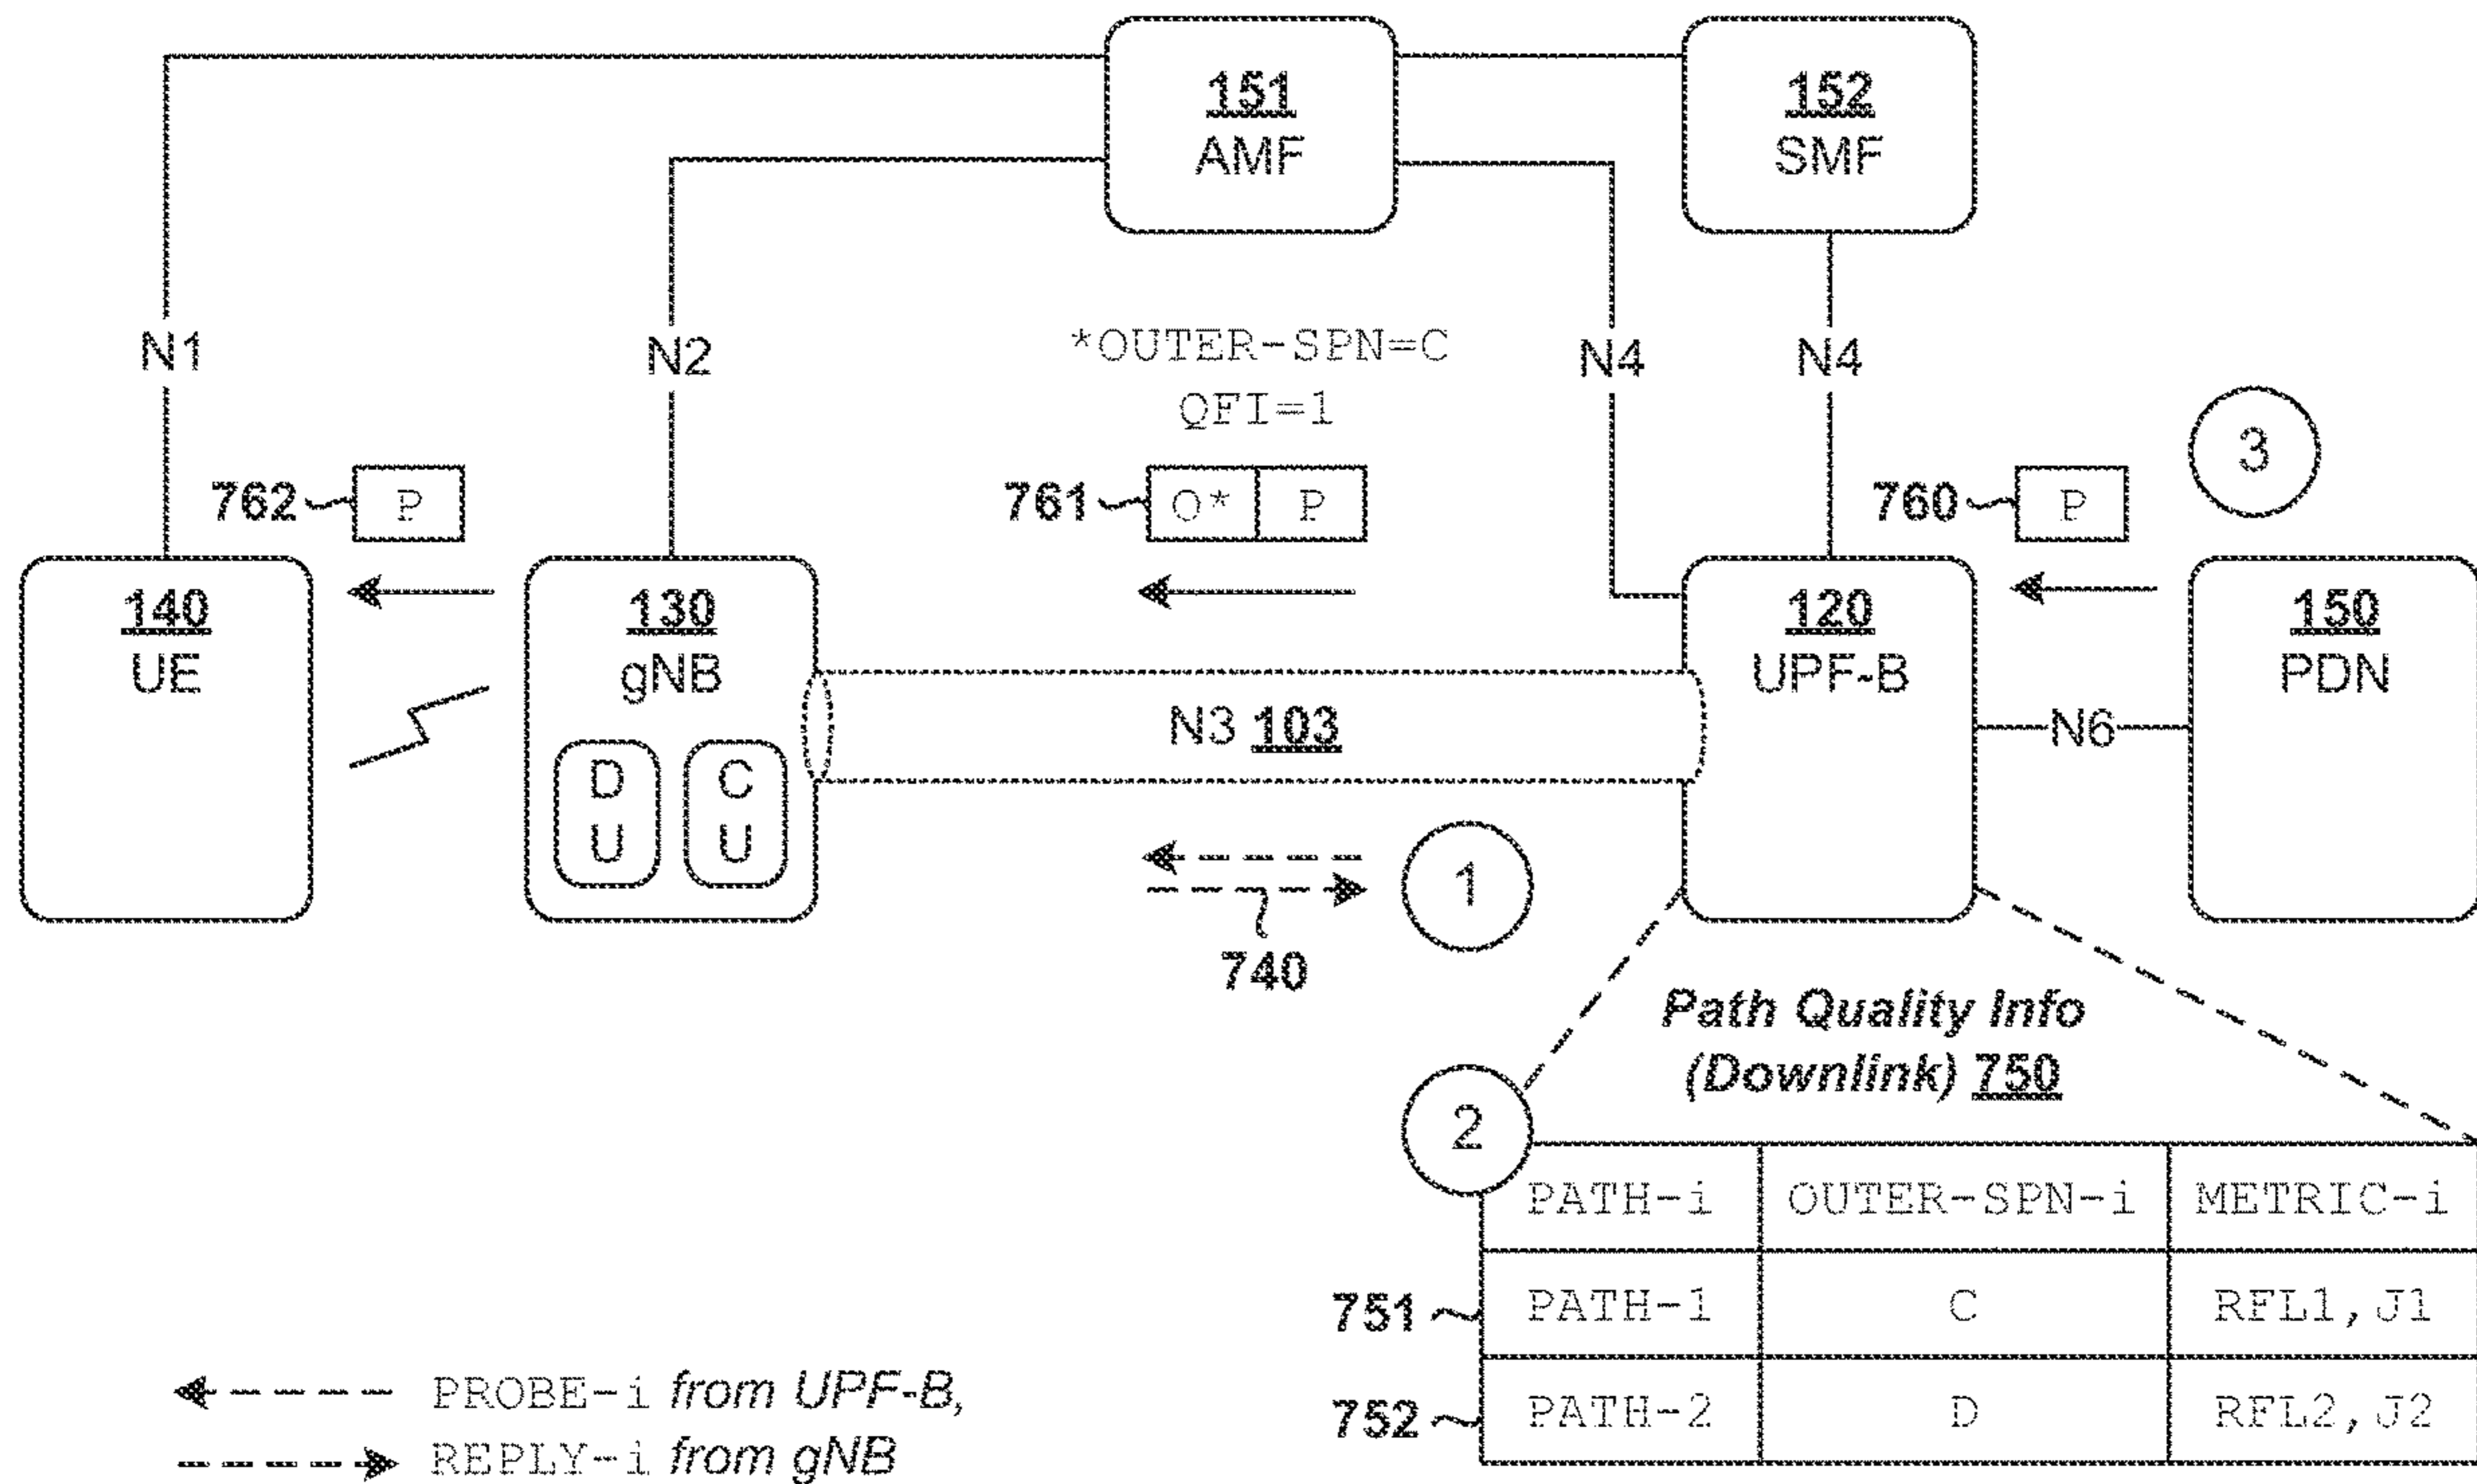 151
AMF
152
SMF
N1
N2
*OUTER-SPN=C
QFI=1
N4
N4
3
762
P
761
O*
P
760
P
140
UE
130
gNB
D
U
C
U
N3 103
120
UPF-B
N6
150
PDN
1
740
Path Quality Info
(Downlink) 750
2
PATH-i
OUTER-SPN-i
METRIC-i
751
PATH-1
C
RFL1,J1
752
PATH-2
D
RFL2,J2
PROBE-i from UPF-B,
REPLY-i from gNB